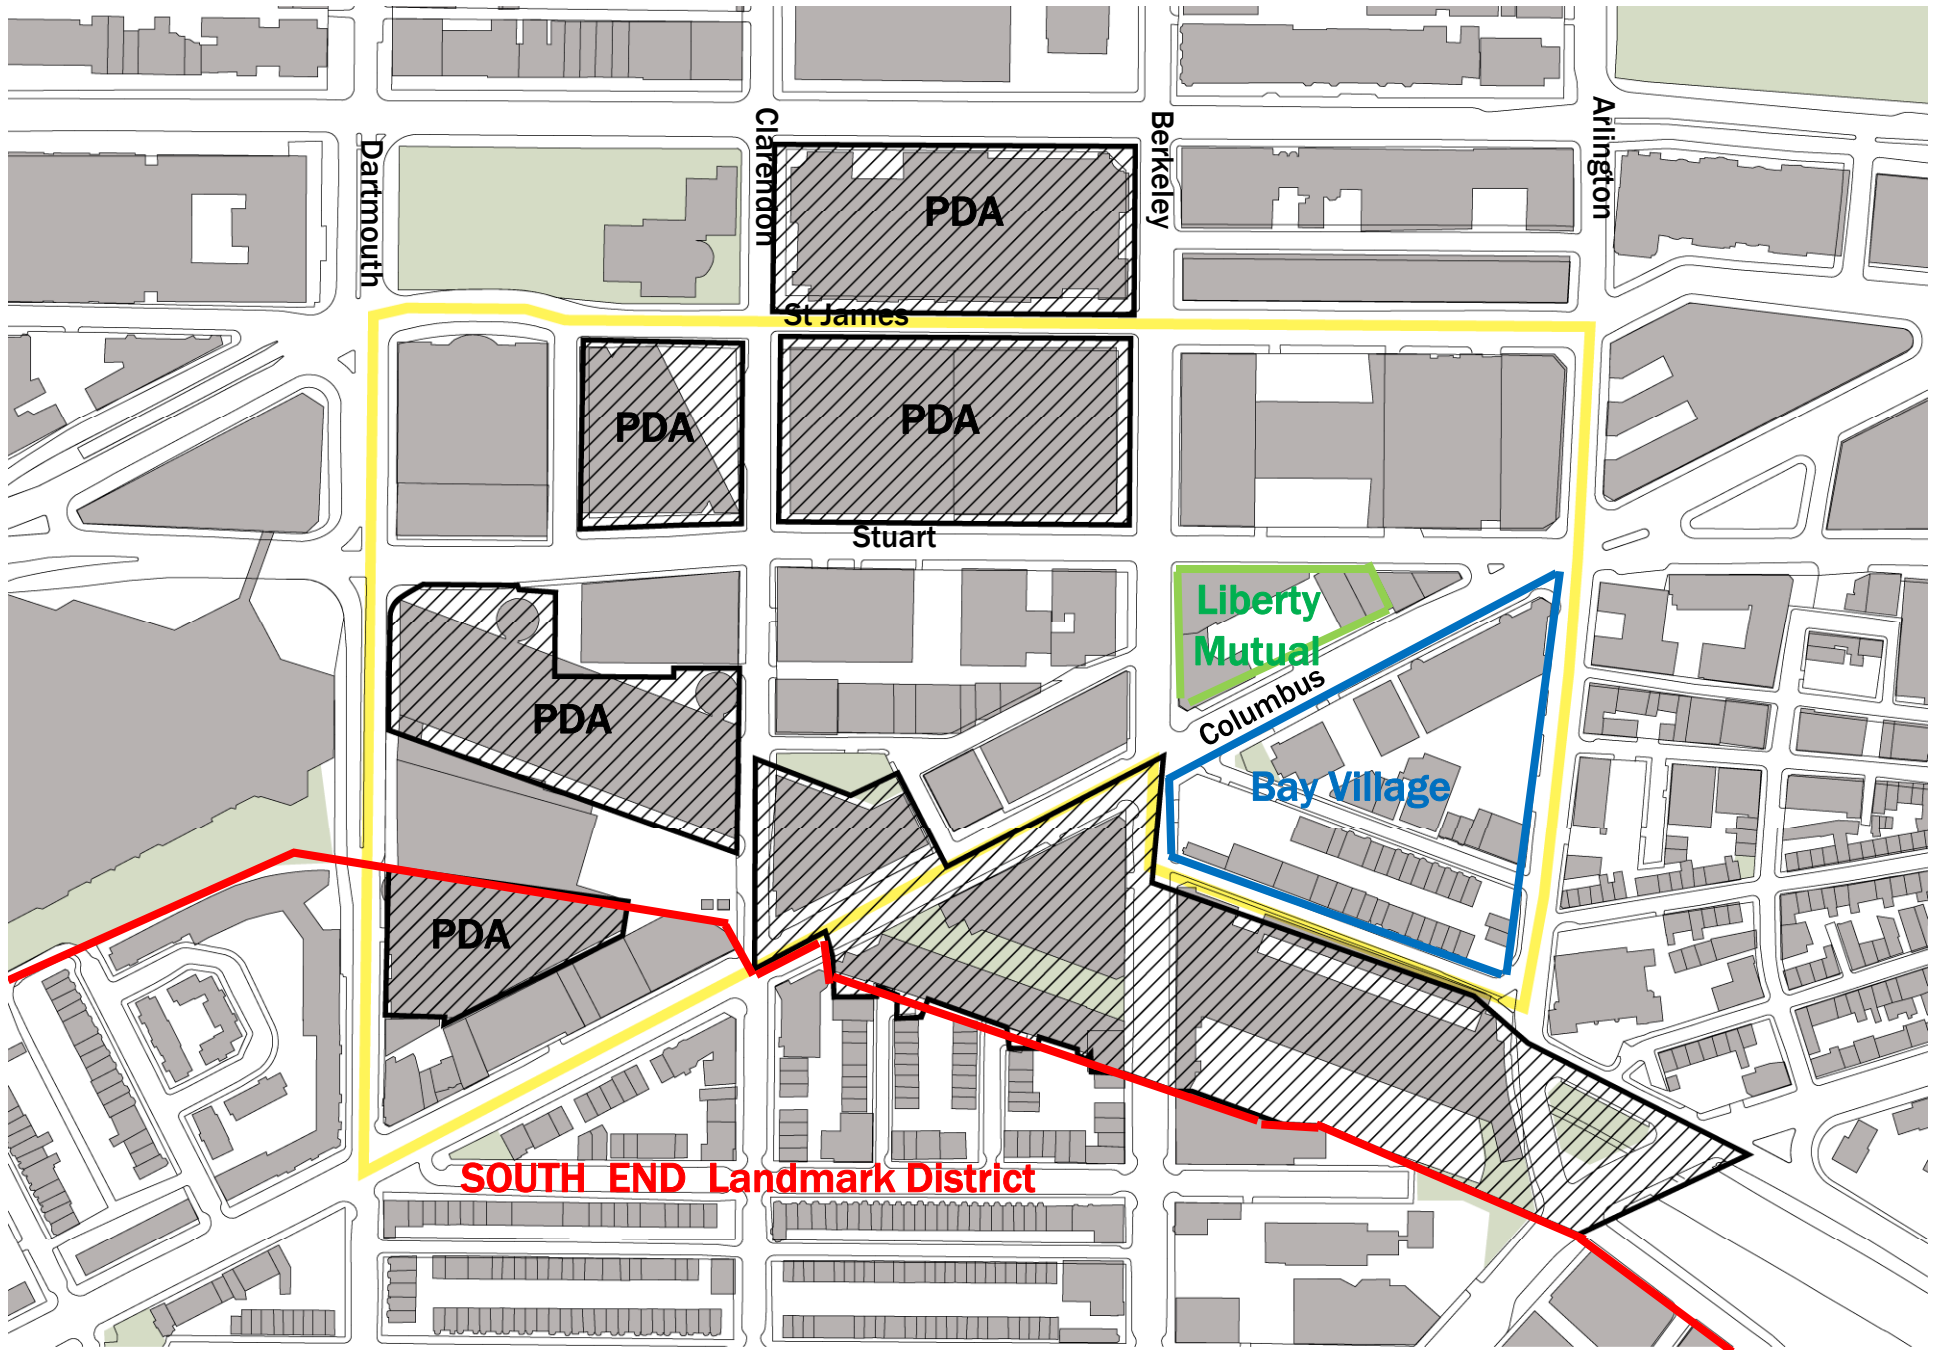 Dartmouth
Clarendon
Berkeley
Arlington
PDA
St James
PDA
PDA
Stuart
Liberty
Mutual
Columbus
PDA
Bay Village
PDA
SOUTH END Landmark District